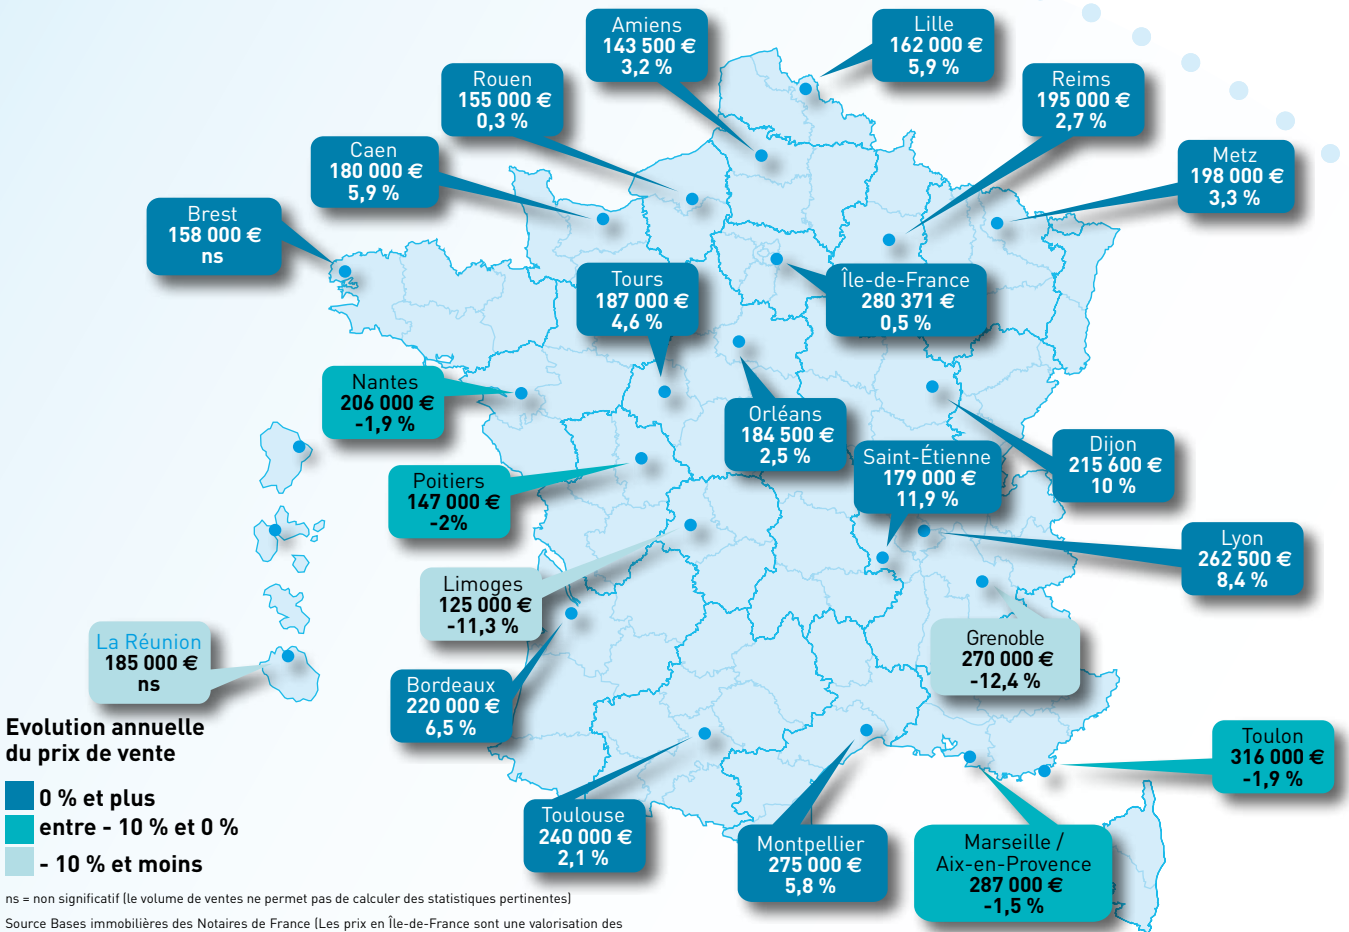 Amiens
143 500 €
3,2 %
Lille
162 000 €
5,9 %
Rouen
155 000 €
0,3 %
Reims
195 000 €
2,7 %
Caen
180 000 €
5,9 %
Metz
198 000 €
3,3 %
Brest
158 000 €
ns
Tours
187 000 €
4,6 %
Île-de-France
280 371 €
0,5 %
Nantes
206 000 €
-1,9 %
Orléans
184 500 €
2,5 %
Dijon
215 600 €
10 %
Saint-Étienne
179 000 €
11,9 %
Poitiers
147 000 €
-2%
Lyon
262 500 €
8,4 %
Limoges
125 000 €
-11,3 %
La Réunion
185 000 €
ns
Grenoble
270 000 €
-12,4 %
Bordeaux
220 000 €
6,5 %
Toulon
316 000 €
-1,9 %
Toulouse
240 000 €
2,1 %
Montpellier
275 000 €
5,8 %
Marseille /
Aix-en-Provence
287 000 €
-1,5 %
Evolution annuelle
du prix de vente
0 % et plus
entre - 10 % et 0 %
- 10 % et moins
ns = non significatif (le volume de ventes ne permet pas de calculer des statistiques pertinentes)
Source Bases immobilières des Notaires de France (Les prix en Île-de-France sont une valorisation des